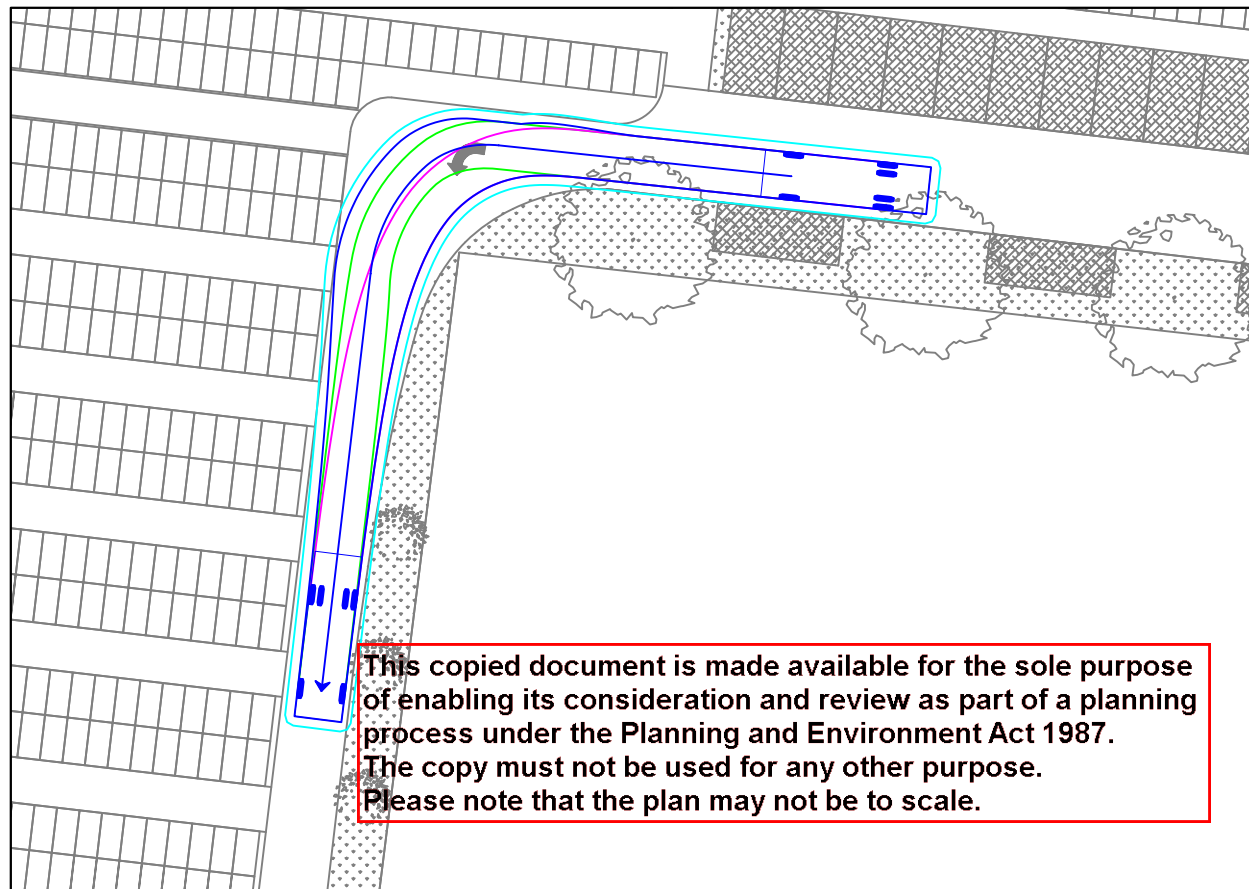 This copied document is made available for the sole purpose
of enabling its consideration and review as part of a planning
process under the Planning and Environment Act 1987.
The copy must not be used for any other purpose.
Please note that the plan may not be to scale.